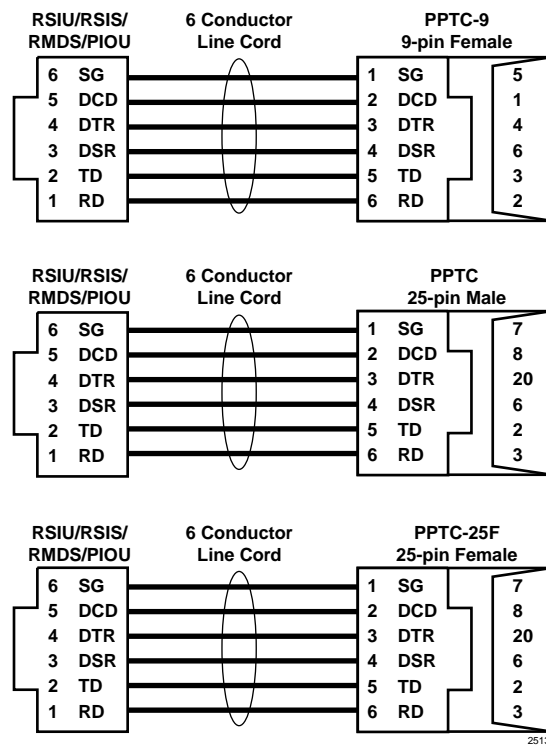 RSIU/RSIS/ 6 Conductor PPTC-9
RMDS/PIOU Line Cord 9-pin Female
6 SG 1 SG 5
5 DCD 2 DCD 1
4 DTR 3 DTR 4
3 DSR 4 DSR 6
2 TD 5 TD 3
1 RD 6 RD 2
RSIU/RSIS/ 6 Conductor PPTC
RMDS/PIOU Line Cord 25-pin Male
6 SG 1 SG 7
5 DCD 2 DCD 8
4 DTR 3 DTR 20
3 DSR 4 DSR 6
2 TD 5 TD 2
1 RD 6 RD 3
RSIU/RSIS/ 6 Conductor PPTC-25F
RMDS/PIOU Line Cord 25-pin Female
6 SG 1 SG 7
5 DCD 2 DCD 8
4 DTR 3 DTR 20
3 DSR 4 DSR 6
2 TD 5 TD 2
1 RD 6 RD 3